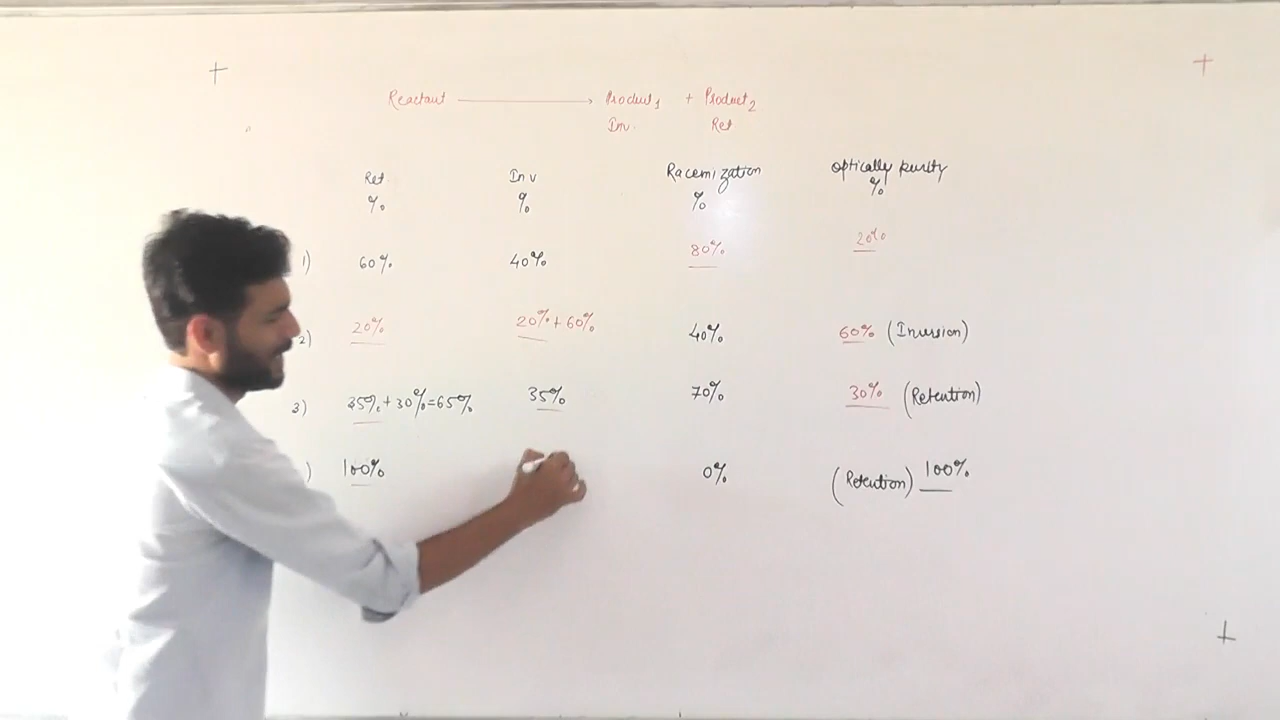 Reactant → Product1 + Product2
Inv. Ret
Ret Inv Racemization optically purity
% % % %
1) 60% 40% 80% 20%
2) 20% 20% + 60% 40% 60% (Inversion)
3) 35% + 30% = 65% 35% 70% 30% (Retention)
) 100% 0% (Retention) 100%